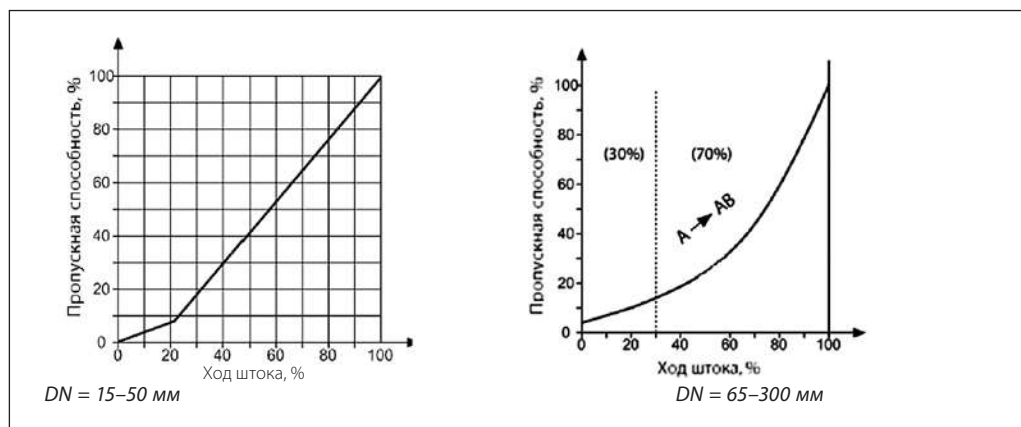 Пропускная способность, %
100
80
60
40
20
0
0 20 40 60 80 100
Ход штока, %
DN = 15–50 мм
Пропускная способность, %
100
80
60
40
20
0
(30%) (70%)
A AB
0 20 40 60 80 100
Ход штока, %
DN = 65–300 мм